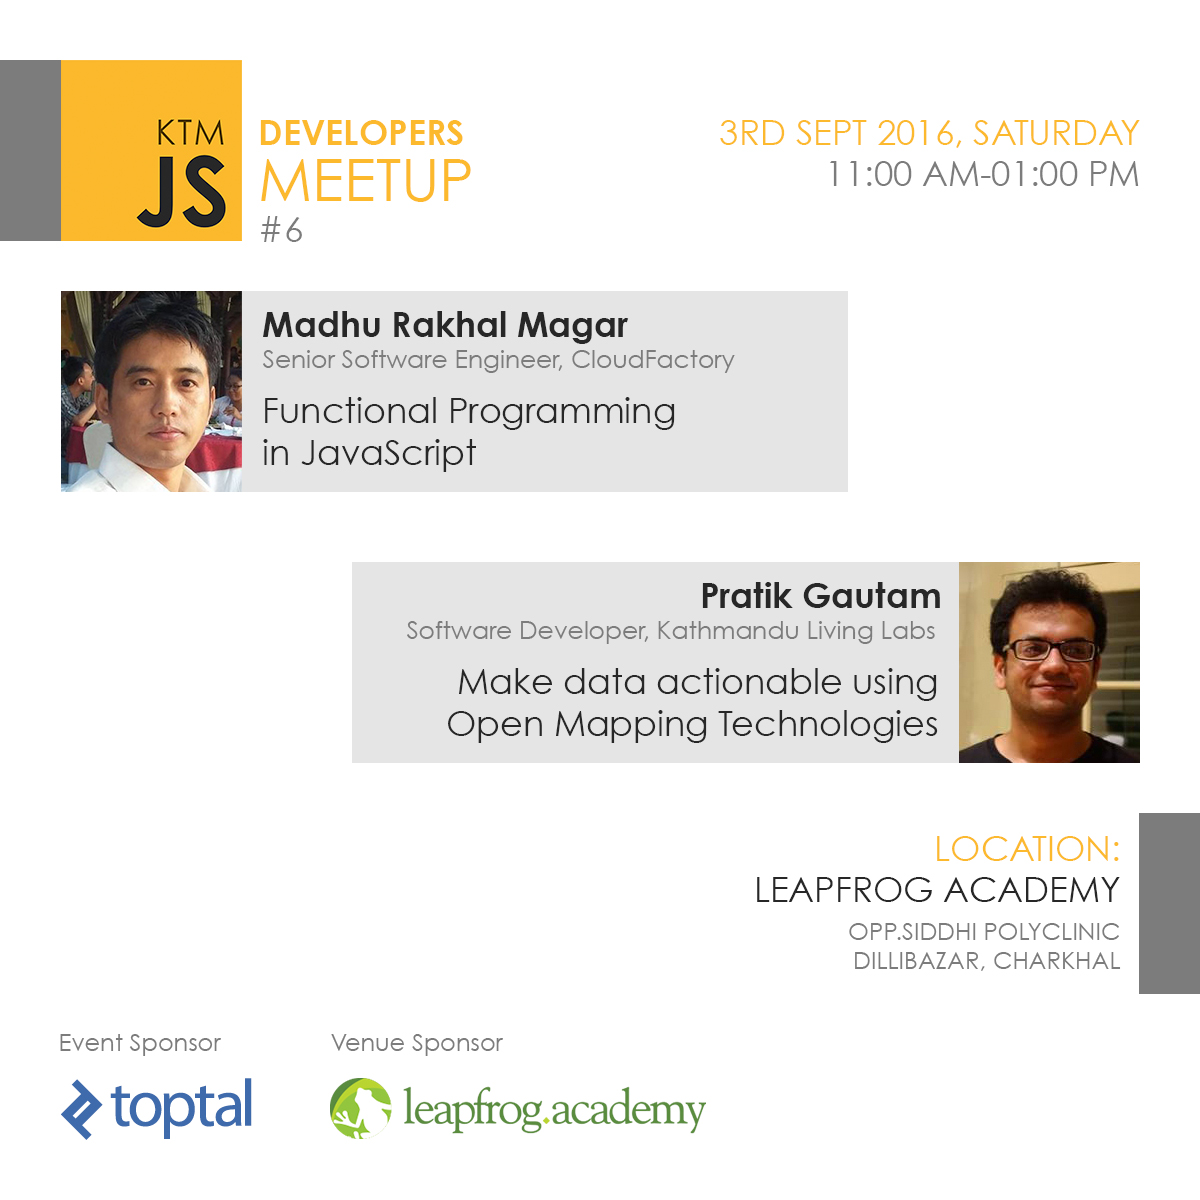 KTM
JS
DEVELOPERS
MEETUP
#6
3RD SEPT 2016, SATURDAY
11:00 AM-01:00 PM
Madhu Rakhal Magar
Senior Software Engineer, CloudFactory
Functional Programming
in JavaScript
Pratik Gautam
Software Developer, Kathmandu Living Labs
Make data actionable using
Open Mapping Technologies
LOCATION:
LEAPFROG ACADEMY
OPP.SIDDHI POLYCLINIC
DILLIBAZAR, CHARKHAL
Event Sponsor
toptal
Venue Sponsor
leapfrog.academy